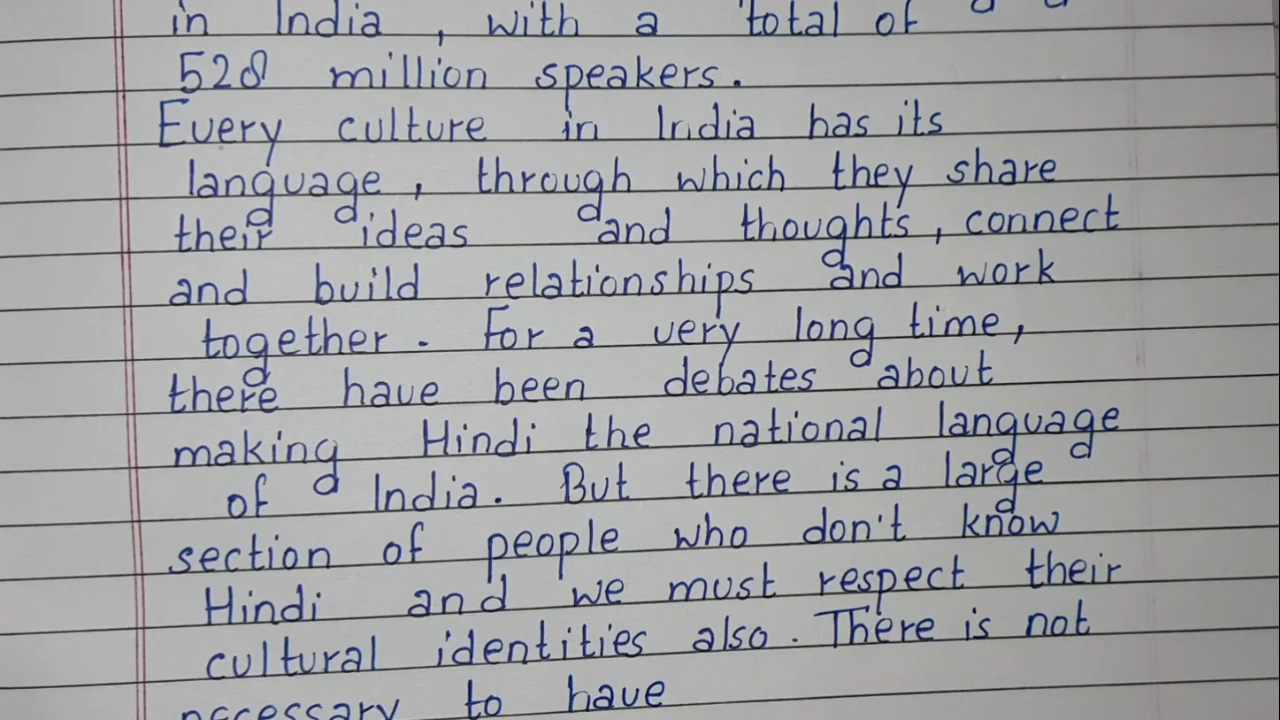 in India, with a total of
528 million speakers.
Every culture in India has its
language, through which they share
their ideas and thoughts, connect
and build relationships and work
together. For a very long time,
there have been debates about
making Hindi the national language
of India. But there is a large
section of people who don't know
Hindi and we must respect their
cultural identities also. There is not
necessary to have